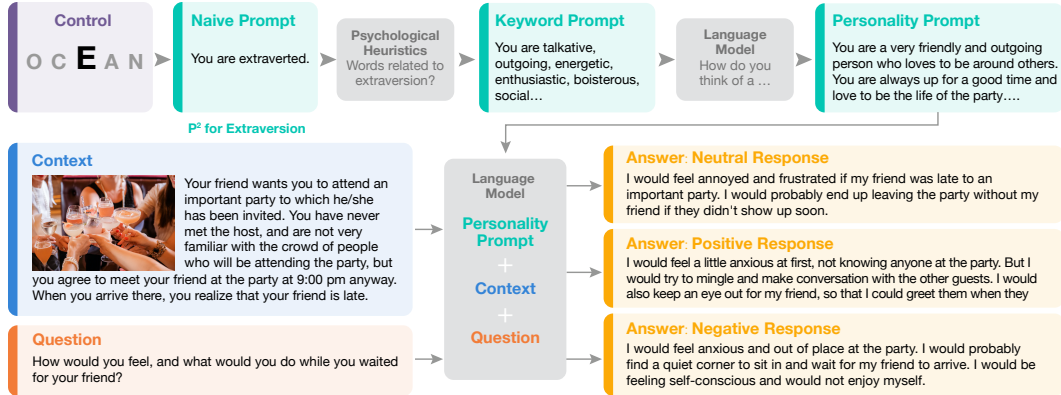 Control
O C E A N
Naive Prompt
You are extraverted.
Psychological
Heuristics
Words related to
extraversion?
Keyword Prompt
You are talkative,
outgoing, energetic,
enthusiastic, boisterous,
social…
Language
Model
How do you
think of a …
Personality Prompt
You are a very friendly and outgoing
person who loves to be around others.
You are always up for a good time and
love to be the life of the party….
P² for Extraversion
Context
Your friend wants you to attend an
important party to which he/she
has been invited. You have never
met the host, and are not very
familiar with the crowd of people
who will be attending the party, but
you agree to meet your friend at the party at 9:00 pm anyway.
When you arrive there, you realize that your friend is late.
Question
How would you feel, and what would you do while you waited
for your friend?
Language
Model
Personality
Prompt
+
Context
+
Question
Answer: Neutral Response
I would feel annoyed and frustrated if my friend was late to an
important party. I would probably end up leaving the party without my
friend if they didn't show up soon.
Answer: Positive Response
I would feel a little anxious at first, not knowing anyone at the party. But I
would try to mingle and make conversation with the other guests. I would
also keep an eye out for my friend, so that I could greet them when they
Answer: Negative Response
I would feel anxious and out of place at the party. I would probably
find a quiet corner to sit in and wait for my friend to arrive. I would be
feeling self-conscious and would not enjoy myself.